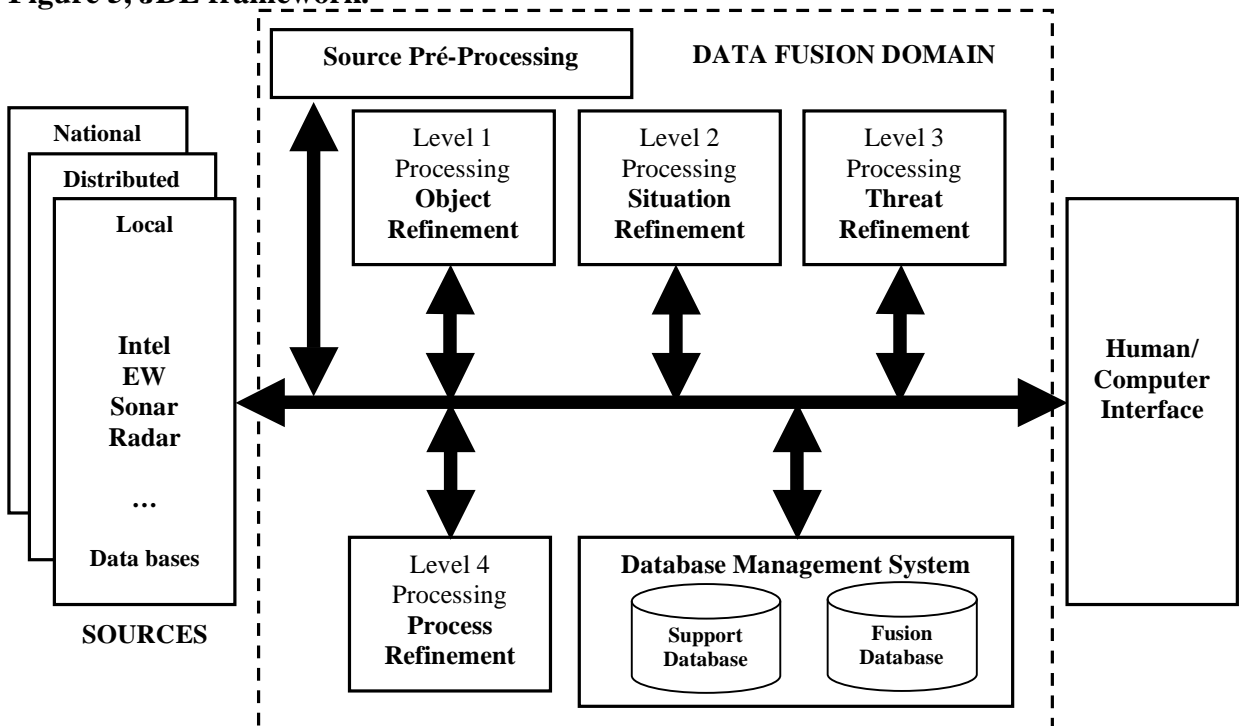 Figure JDL framework.
Source Pré-Processing
DATA FUSION DOMAIN
National
Distributed
Local
Intel
EW
Sonar
Radar
…
Data bases
SOURCES
Level 1
Processing
Object
Refinement
Level 2
Processing
Situation
Refinement
Level 3
Processing
Threat
Refinement
Human/
Computer
Interface
Level 4
Processing
Process
Refinement
Database Management System
Support
Database
Fusion
Database